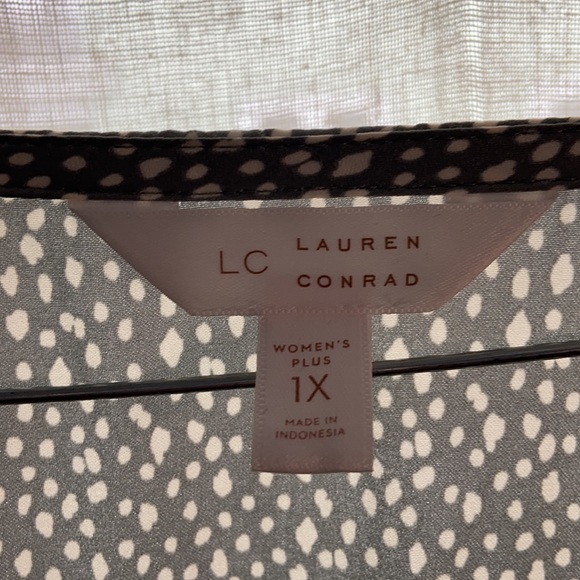 LC LAUREN
CONRAD
WOMEN'S
PLUS
1X
MADE IN
INDONESIA